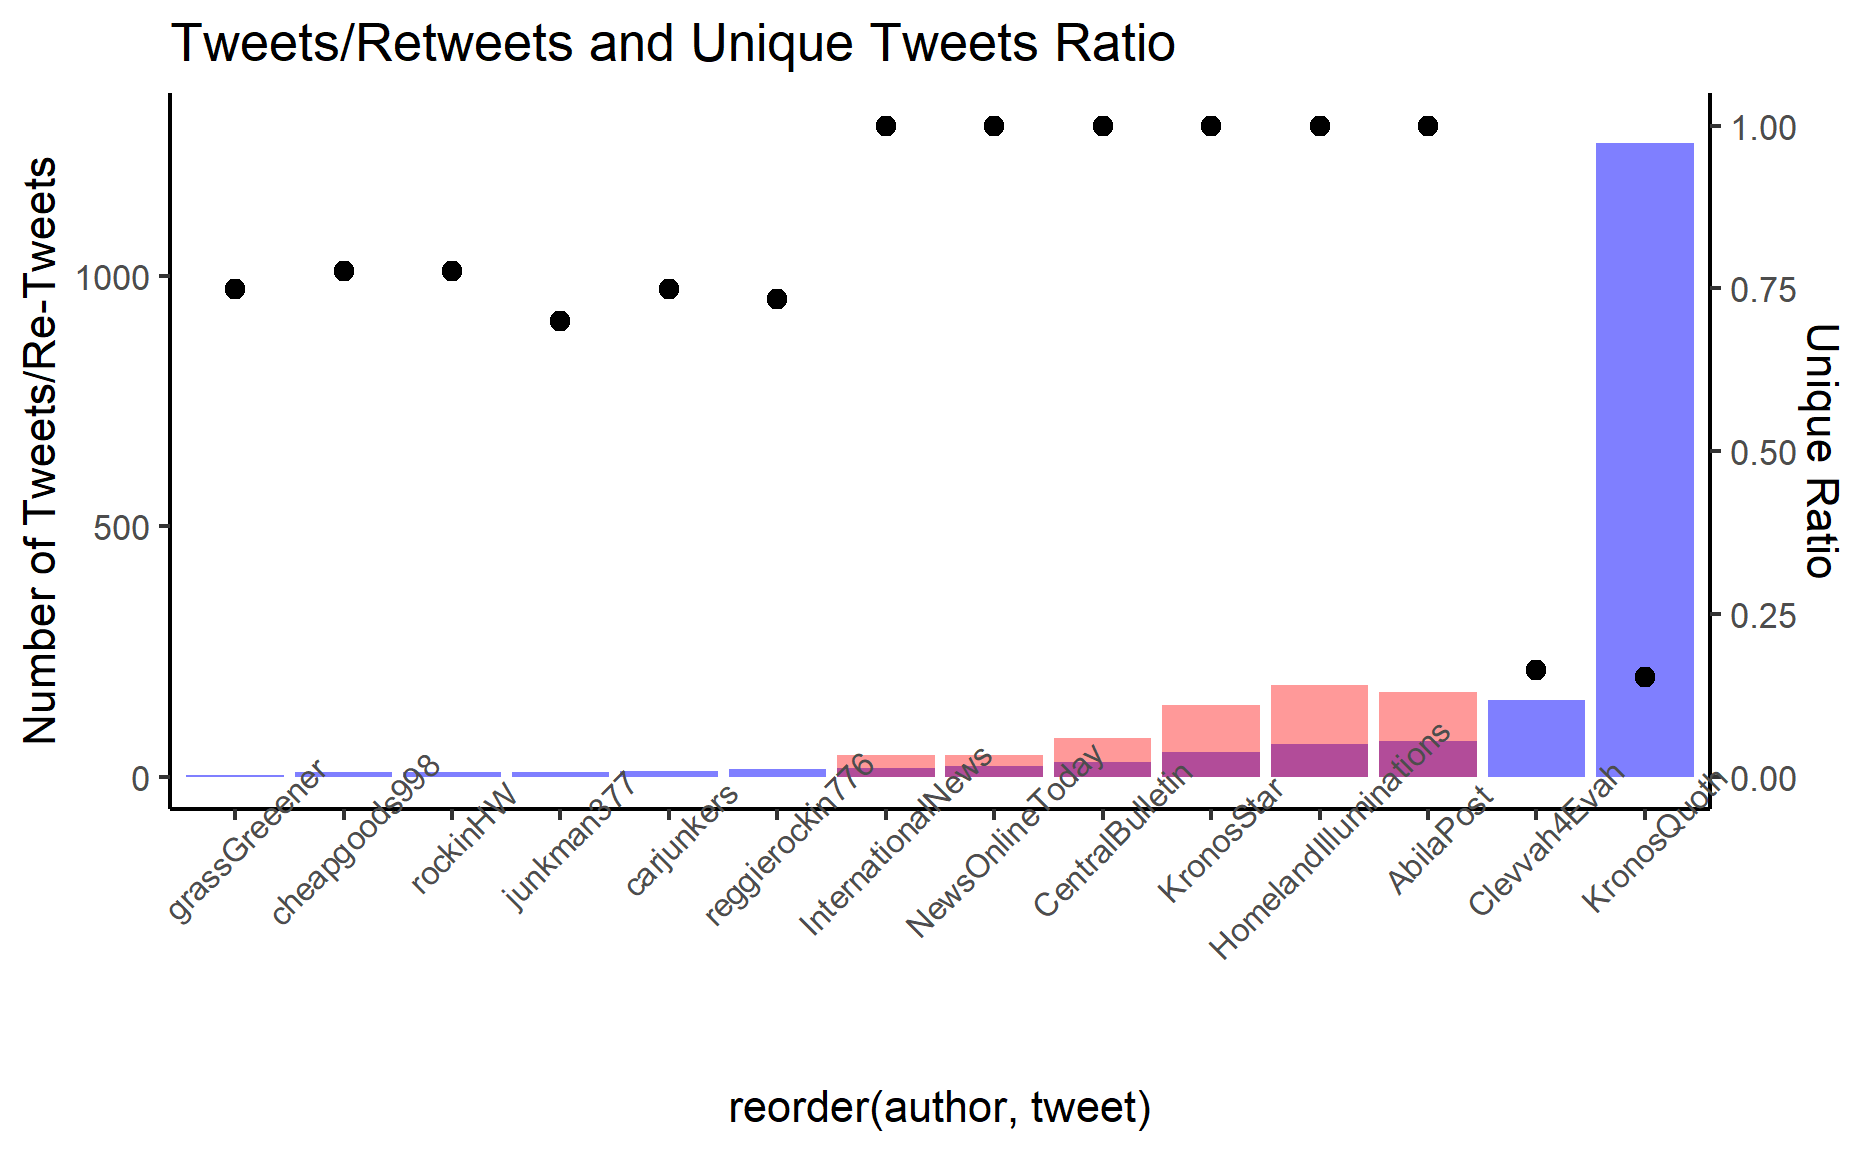 Tweets/Retweets and Unique Tweets Ratio
Number of Tweets/Re-Tweets
1000
500
0
1.00
0.75
0.50
0.25
0.00
Unique Ratio
grassGreeener
cheapgoods998
rockinHW
junkman377
carjunkers
reggierockin776
InternationalNews
NewsOnlineToday
CentralBulletin
KronosStar
HomelandIlluminations
AbilaPost
Clevvah4Evah
KronosQuoth
reorder(author, tweet)